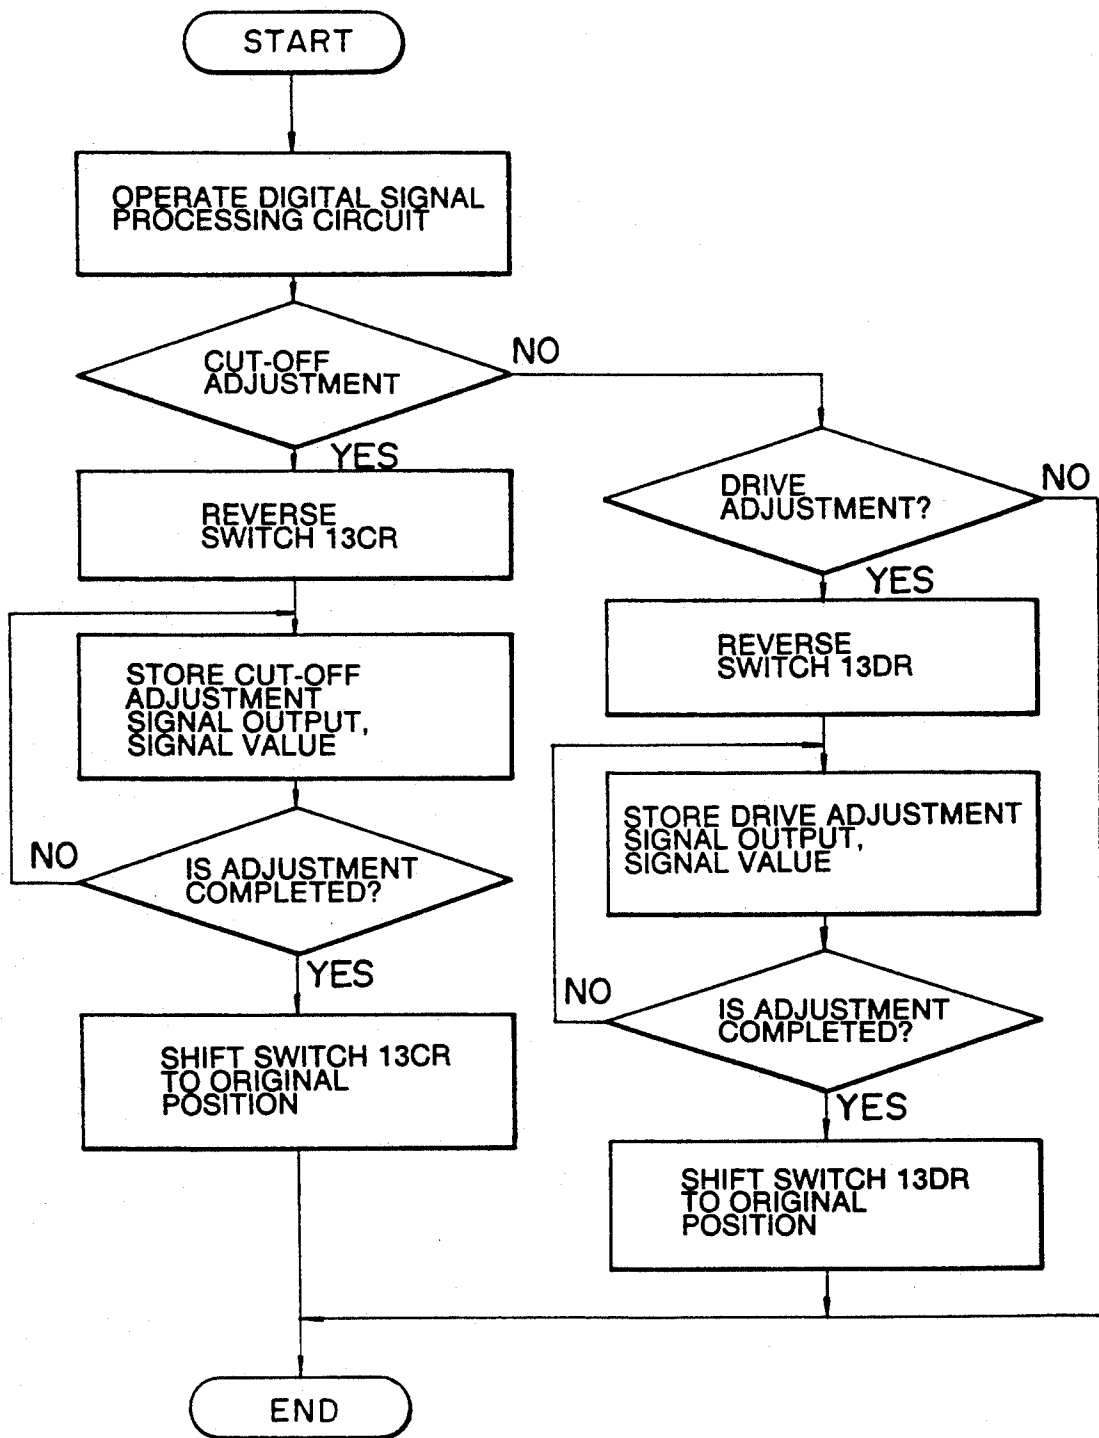 START
OPERATE DIGITAL SIGNAL
PROCESSING CIRCUIT
CUT-OFF
ADJUSTMENT
NO
YES
REVERSE
SWITCH 13CR
STORE CUT-OFF
ADJUSTMENT
SIGNAL OUTPUT,
SIGNAL VALUE
IS ADJUSTMENT
COMPLETED?
NO
YES
SHIFT SWITCH 13CR
TO ORIGINAL
POSITION
DRIVE
ADJUSTMENT?
NO
YES
REVERSE
SWITCH 13DR
STORE DRIVE ADJUSTMENT
SIGNAL OUTPUT,
SIGNAL VALUE
IS ADJUSTMENT
COMPLETED?
NO
YES
SHIFT SWITCH 13DR
TO ORIGINAL
POSITION
END